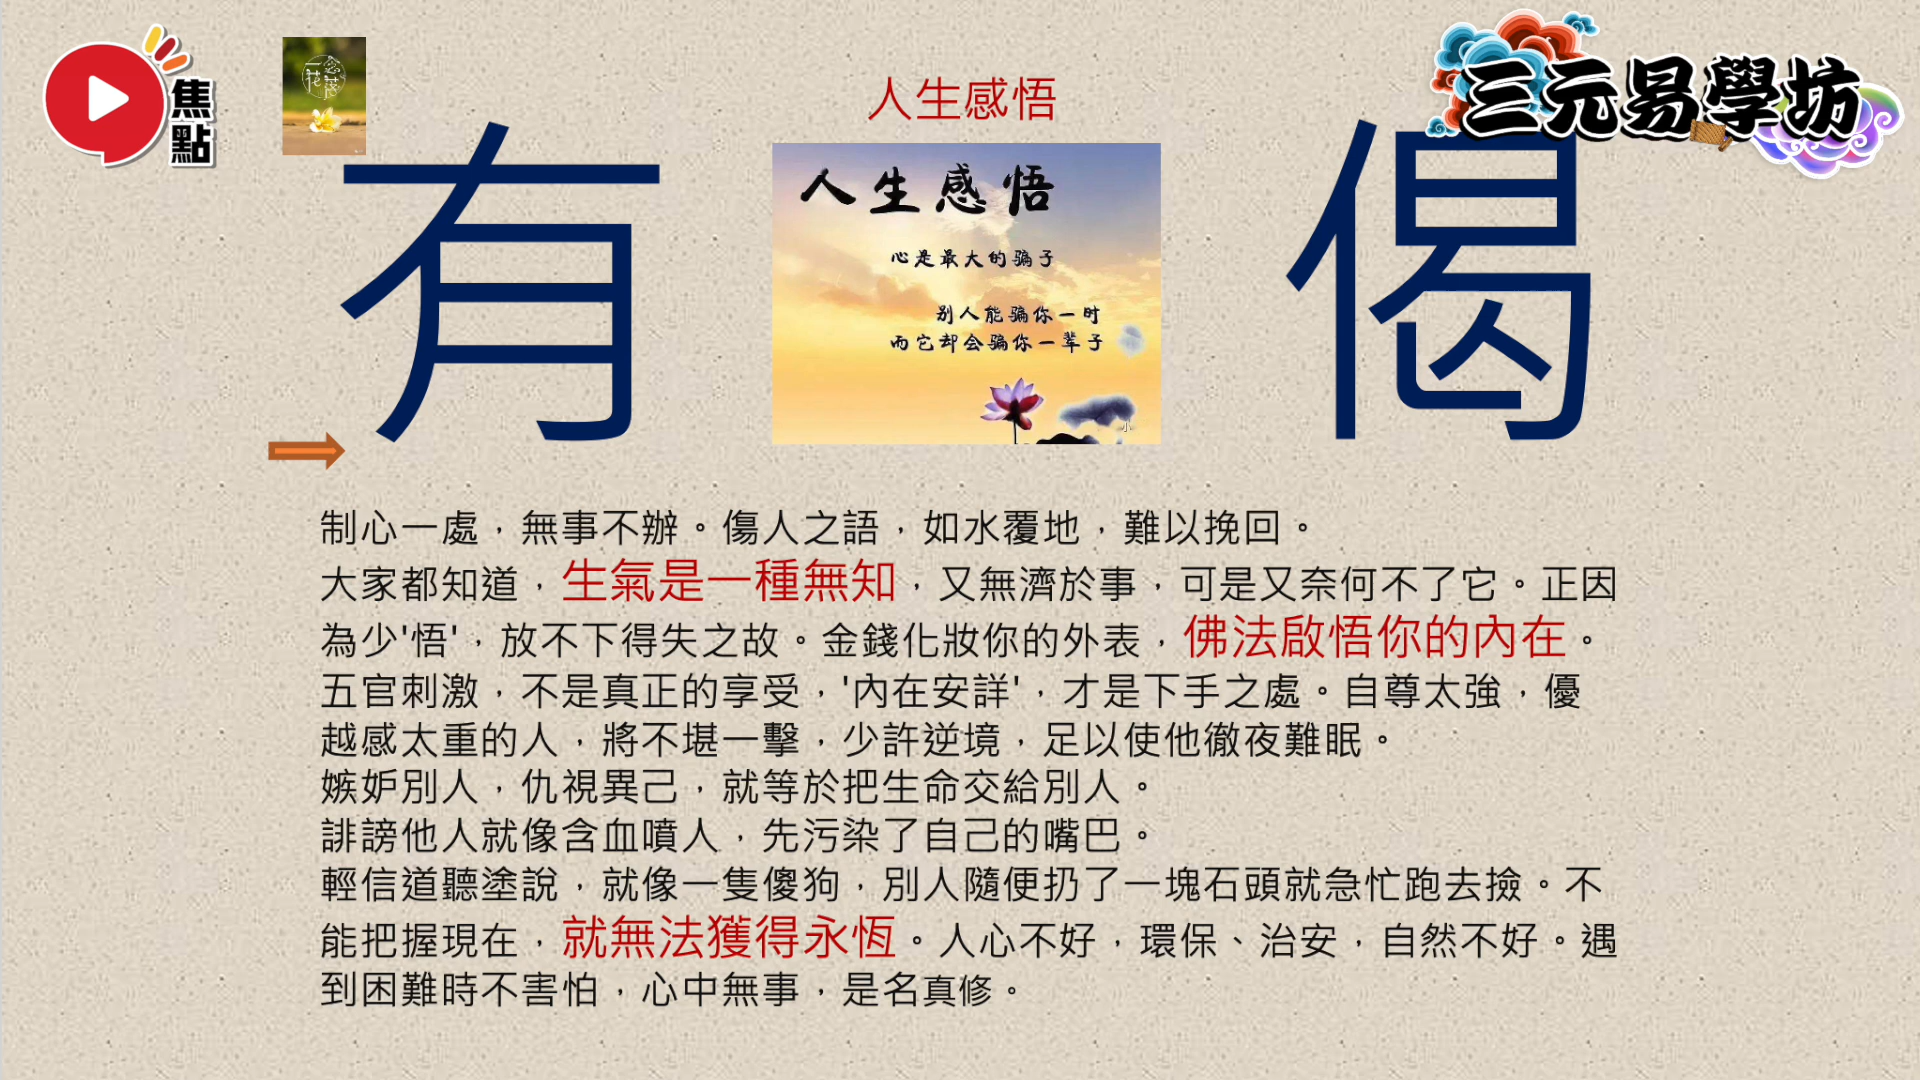 焦點
一念花落
人生感悟
三元易學坊
有
偈
人生感悟
心是最大的骗子
别人能骗你一时
而它却会骗你一辈子
制心一處，無事不辦。傷人之語，如水覆地，難以挽回。
大家都知道，生氣是一種無知，又無濟於事，可是又奈何不了它。正因
為少'悟'，放不下得失之故。金錢化妝你的外表，佛法啟悟你的內在。
五官刺激，不是真正的享受，'內在安詳'，才是下手之處。自尊太強，優
越感太重的人，將不堪一擊，少許逆境，足以使他徹夜難眠。
嫉妒別人，仇視異己，就等於把生命交給別人。
誹謗他人就像含血噴人，先污染了自己的嘴巴。
輕信道聽塗說，就像一隻傻狗，別人隨便扔了一塊石頭就急忙跑去撿。不
能把握現在，就無法獲得永恆。人心不好，環保、治安，自然不好。遇
到困難時不害怕，心中無事，是名真修。